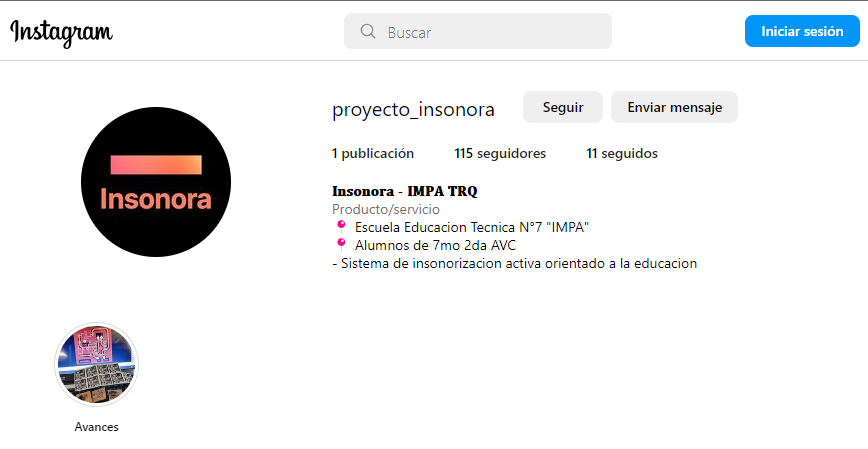 Instagram
Buscar
Iniciar sesión
proyecto_insonora
Seguir
Enviar mensaje
1 publicación
115 seguidores
11 seguidos
Insonora
Insonora - IMPA TRQ
Producto/servicio
Escuela Educacion Tecnica N°7 "IMPA"
Alumnos de 7mo 2da AVC
- Sistema de insonorizacion activa orientado a la educacion
Avances